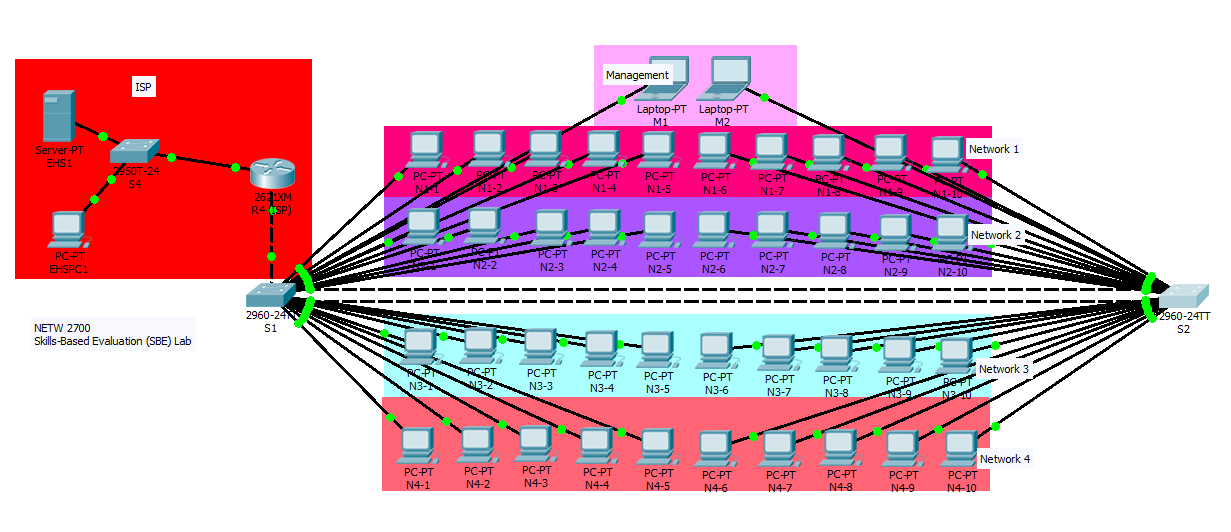 ISP
Server-PT
EHS1
2950T-24
S4
2621XM
R4 (ISP)
PC-PT
EHSPC1
2960-24TT
S1
NETW 2700
Skills-Based Evaluation (SBE) Lab
Management
Laptop-PT
M1
Laptop-PT
M2
Network 1
PC-PT
N1-1
PC-PT
N1-2
PC-PT
N1-3
PC-PT
N1-4
PC-PT
N1-5
PC-PT
N1-6
PC-PT
N1-7
PC-PT
N1-8
PC-PT
N1-9
PC-PT
N1-10
Network 2
PC-PT
N2-1
PC-PT
N2-2
PC-PT
N2-3
PC-PT
N2-4
PC-PT
N2-5
PC-PT
N2-6
PC-PT
N2-7
PC-PT
N2-8
PC-PT
N2-9
PC-PT
N2-10
2960-24TT
S2
Network 3
PC-PT
N3-1
PC-PT
N3-2
PC-PT
N3-3
PC-PT
N3-4
PC-PT
N3-5
PC-PT
N3-6
PC-PT
N3-7
PC-PT
N3-8
PC-PT
N3-9
PC-PT
N3-10
Network 4
PC-PT
N4-1
PC-PT
N4-2
PC-PT
N4-3
PC-PT
N4-4
PC-PT
N4-5
PC-PT
N4-6
PC-PT
N4-7
PC-PT
N4-8
PC-PT
N4-9
PC-PT
N4-10